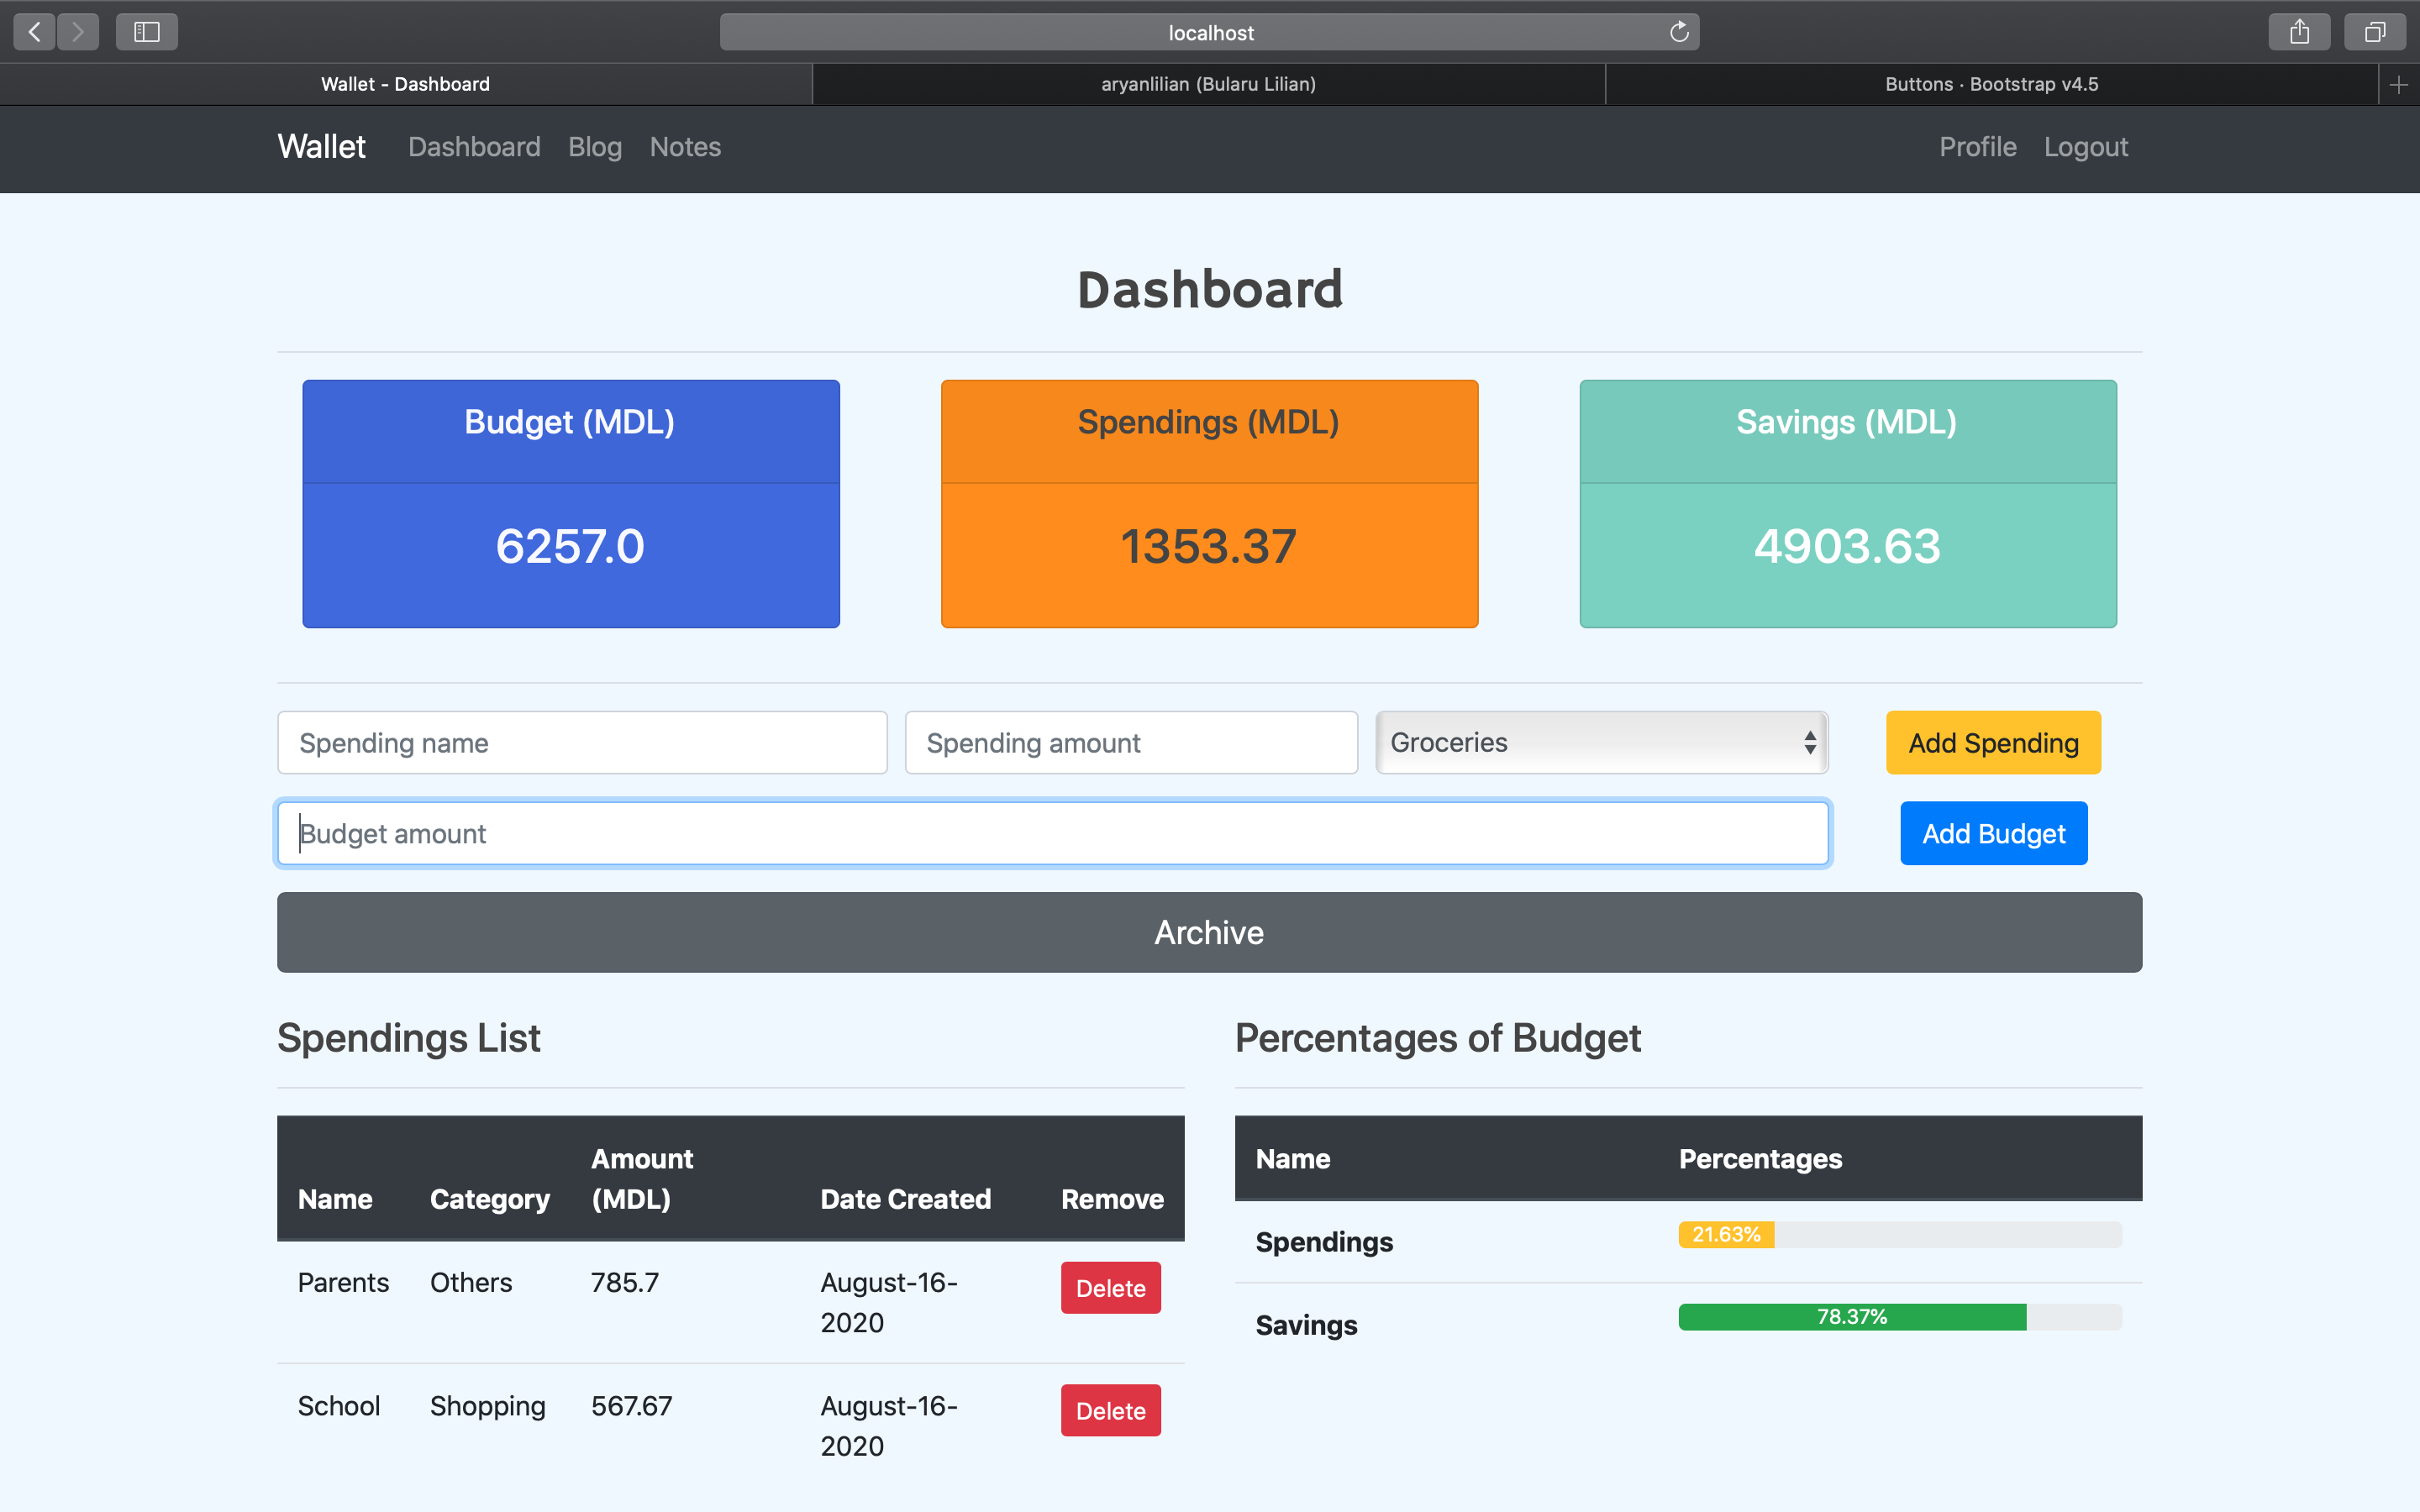 localhost
Wallet - Dashboard
aryanlilian (Bularu Lilian)
Buttons · Bootstrap v4.5
Wallet Dashboard Blog Notes Profile Logout
Dashboard
Budget (MDL)
6257.0
Spendings (MDL)
1353.37
Savings (MDL)
4903.63
Spending name
Spending amount
Groceries
Add Spending
Budget amount
Add Budget
Archive
Spendings List
Name Category Amount (MDL) Date Created Remove
Parents Others 785.7 August-16-2020 Delete
School Shopping 567.67 August-16-2020 Delete
Percentages of Budget
Name Percentages
Spendings 21.63%
Savings 78.37%